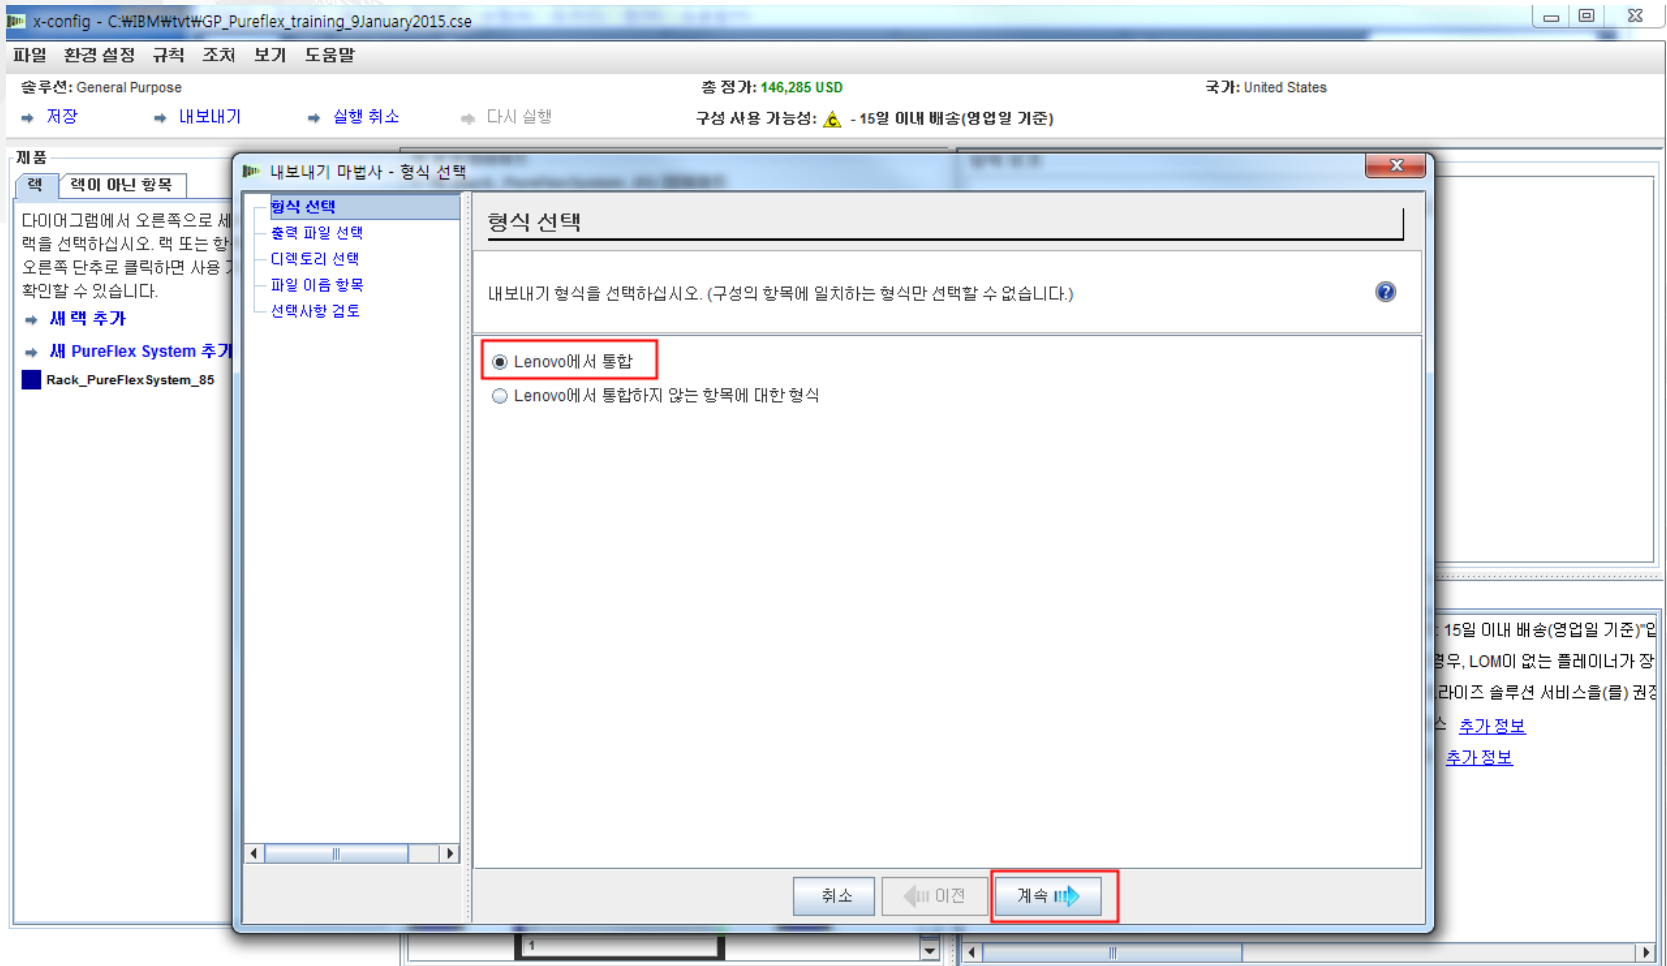 x-config - C:₩IBM₩tvt₩GP_Pureflex_training_9January2015.cse
파일 환경 설정 규칙 조치 보기 도움말
솔루션: General Purpose 총 정가: 146,285 USD 국가: United States
저장 내보내기 실행 취소 다시 실행 구성 사용 가능성: C - 15일 이내 배송(영업일 기준)
제품
랙 랙이 아닌 항목
다이어그램에서 오른쪽으로 세
랙을 선택하십시오. 랙 또는 항
오른쪽 단추로 클릭하면 사용
확인할 수 있습니다.
새 랙 추가
새 PureFlex System 추가
Rack_PureFlexSystem_85
내보내기 마법사 - 형식 선택
형식 선택
출력 파일 선택
디렉토리 선택
파일 이름 항목
선택사항 검토
형식 선택
내보내기 형식을 선택하십시오. (구성의 항목에 일치하는 형식만 선택할 수 없습니다.)
Lenovo에서 통합
Lenovo에서 통합하지 않는 항목에 대한 형식
취소 이전 계속
: 15일 이내 배송(영업일 기준)"입
경우, LOM이 없는 플레이너가 장
라이즈 솔루션 서비스을(를) 권장
스 추가 정보
추가 정보
1